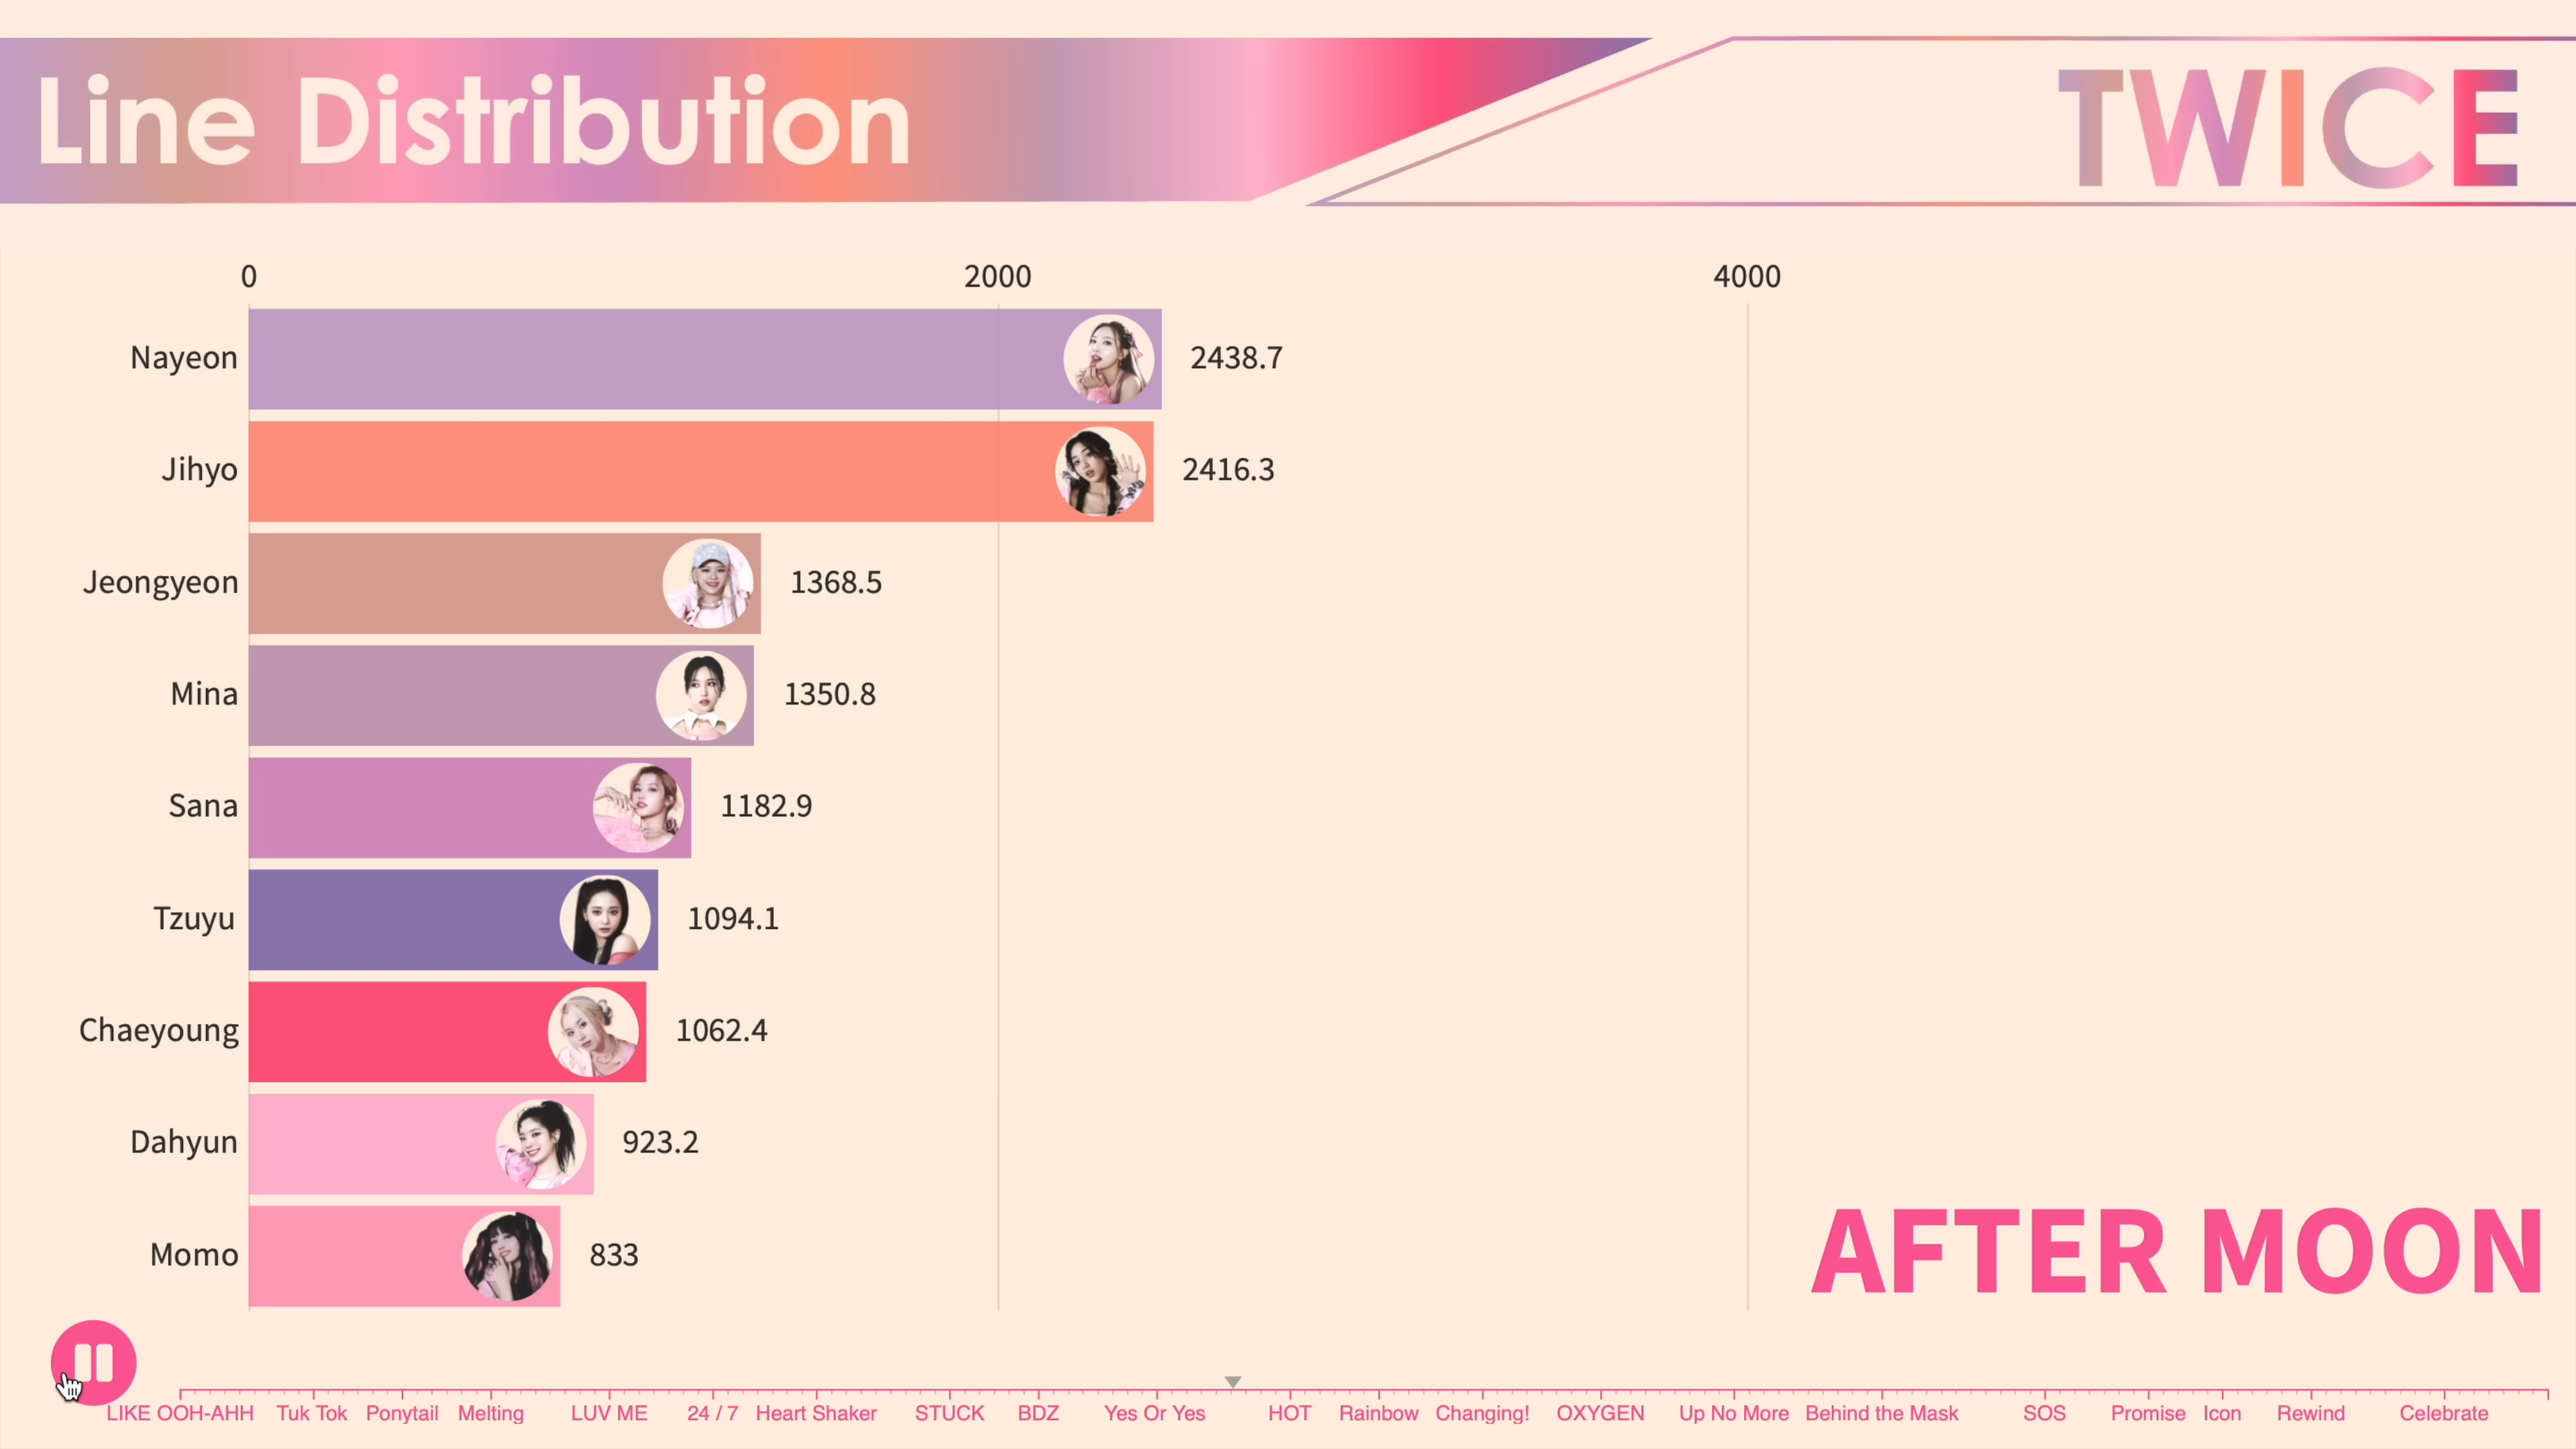 Line Distribution
TWICE
0 2000 4000
Nayeon 2438.7
Jihyo 2416.3
Jeongyeon 1368.5
Mina 1350.8
Sana 1182.9
Tzuyu 1094.1
Chaeyoung 1062.4
Dahyun 923.2
Momo 833
AFTER MOON
LIKE OOH-AHH Tuk Tok Ponytail Melting LUV ME 24 / 7 Heart Shaker STUCK BDZ Yes Or Yes HOT Rainbow Changing! OXYGEN Up No More Behind the Mask SOS Promise Icon Rewind Celebrate